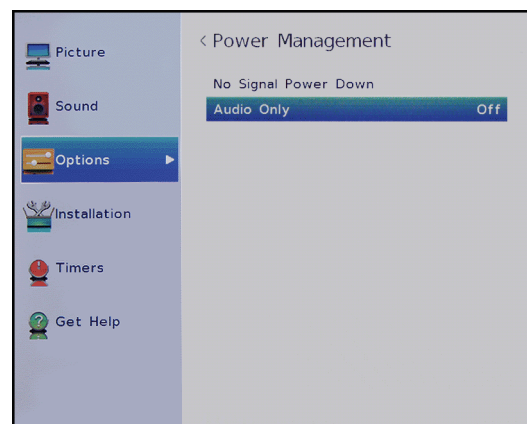 Picture
Sound
Options
Installation
Timers
Get Help
< Power Management
No Signal Power Down
Audio Only Off